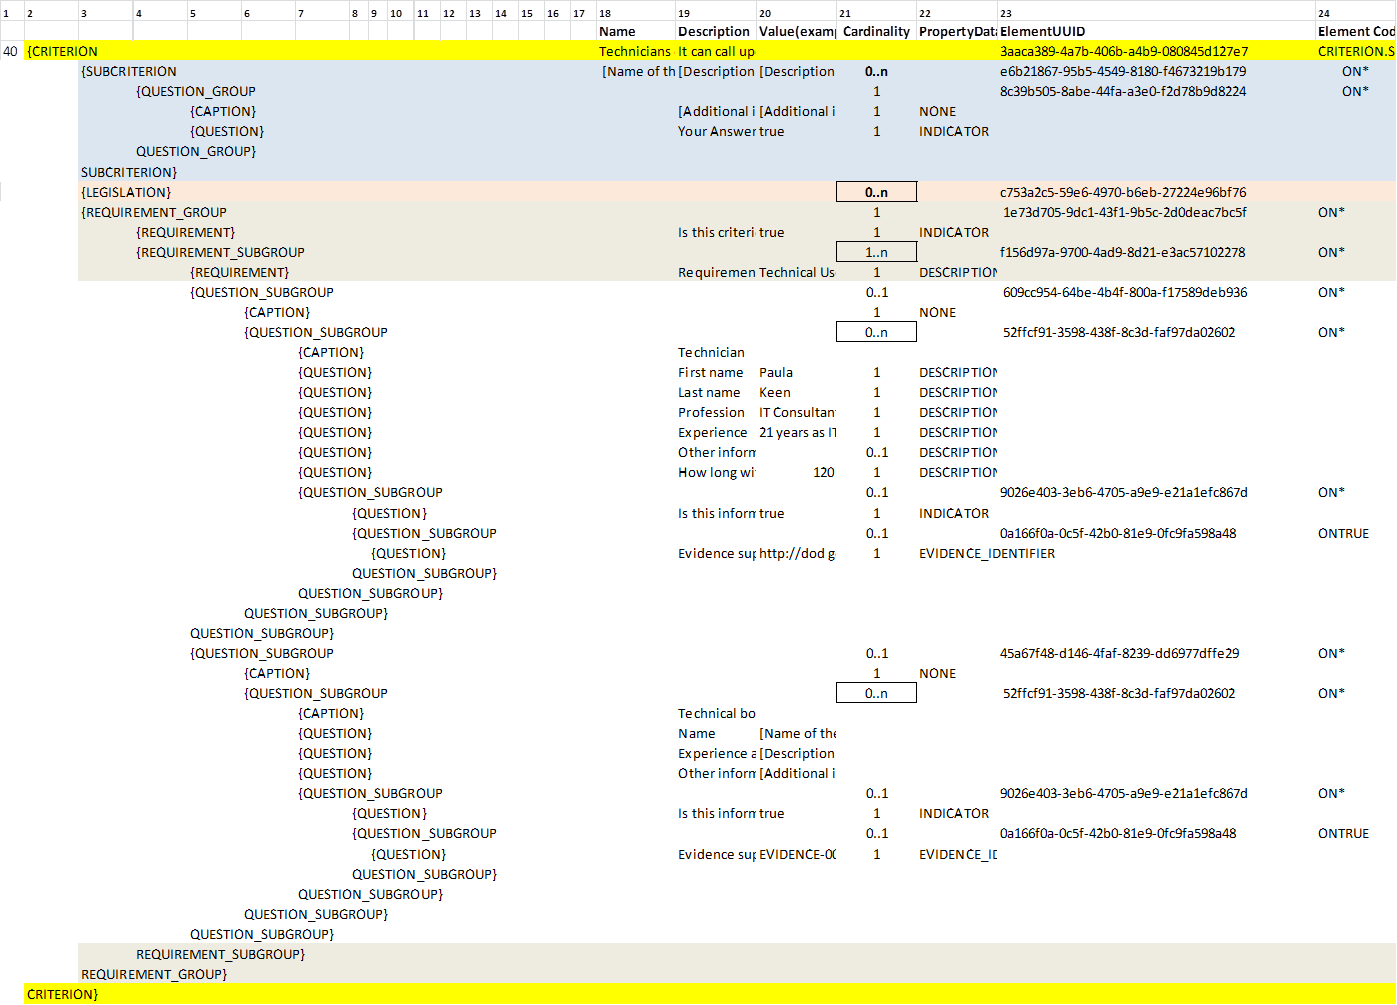 1 2 3 4 5 6 7 8 9 10 11 12 13 14 15 16 17 18 19 20 21 22 23 24
Name Description Value(examp Cardinality PropertyData ElementUUID Element Cod
40 {CRITERION Technicians It can call up 3aaca389-4a7b-406b-a4b9-080845d127e7 CRITERION.S
{SUBCRITERION [Name of th [Description [Description 0..n e6b21867-95b5-4549-8180-f4673219b179 ON*
{QUESTION_GROUP 1 8c39b505-8abe-44fa-a3e0-f2d78b9d8224 ON*
{CAPTION} [Additional i [Additional i 1 NONE
{QUESTION} Your Answer true 1 INDICATOR
QUESTION_GROUP}
SUBCRITERION}
{LEGISLATION} 0..n c753a2c5-59e6-4970-b6eb-27224e96bf76
{REQUIREMENT_GROUP 1 1e73d705-9dc1-43f1-9b5c-2d0deac7bc5f ON*
{REQUIREMENT} Is this criteri true 1 INDICATOR
{REQUIREMENT_SUBGROUP 1..n f156d97a-9700-4ad9-8d21-e3ac57102278 ON*
{REQUIREMENT} Requiremen Technical Us 1 DESCRIPTION
{QUESTION_SUBGROUP 0..1 609cc954-64be-4b4f-800a-f17589deb936 ON*
{CAPTION} 1 NONE
{QUESTION_SUBGROUP 0..n 52ffcf91-3598-438f-8c3d-faf97da02602 ON*
{CAPTION} Technician
{QUESTION} First name Paula 1 DESCRIPTION
{QUESTION} Last name Keen 1 DESCRIPTION
{QUESTION} Profession IT Consultan 1 DESCRIPTION
{QUESTION} Experience 21 years as IT 1 DESCRIPTION
{QUESTION} Other inform 0..1 DESCRIPTION
{QUESTION} How long wi 120 1 DESCRIPTION
{QUESTION_SUBGROUP 0..1 9026e403-3eb6-4705-a9e9-e21a1efc867d ON*
{QUESTION} Is this inform true 1 INDICATOR
{QUESTION_SUBGROUP 0..1 0a166f0a-0c5f-42b0-81e9-0fc9fa598a48 ONTRUE
{QUESTION} Evidence sup http://dod g 1 EVIDENCE_IDENTIFIER
QUESTION_SUBGROUP}
QUESTION_SUBGROUP}
QUESTION_SUBGROUP}
QUESTION_SUBGROUP}
{QUESTION_SUBGROUP 0..1 45a67f48-d146-4faf-8239-dd6977dffe29 ON*
{CAPTION} 1 NONE
{QUESTION_SUBGROUP 0..n 52ffcf91-3598-438f-8c3d-faf97da02602 ON*
{CAPTION} Technical bo
{QUESTION} Name [Name of the
{QUESTION} Experience a [Description
{QUESTION} Other inform [Additional i
{QUESTION_SUBGROUP 0..1 9026e403-3eb6-4705-a9e9-e21a1efc867d ON*
{QUESTION} Is this inform true 1 INDICATOR
{QUESTION_SUBGROUP 0..1 0a166f0a-0c5f-42b0-81e9-0fc9fa598a48 ONTRUE
{QUESTION} Evidence sup EVIDENCE-00 1 EVIDENCE_ID
QUESTION_SUBGROUP}
QUESTION_SUBGROUP}
QUESTION_SUBGROUP}
QUESTION_SUBGROUP}
REQUIREMENT_SUBGROUP}
REQUIREMENT_GROUP}
CRITERION}